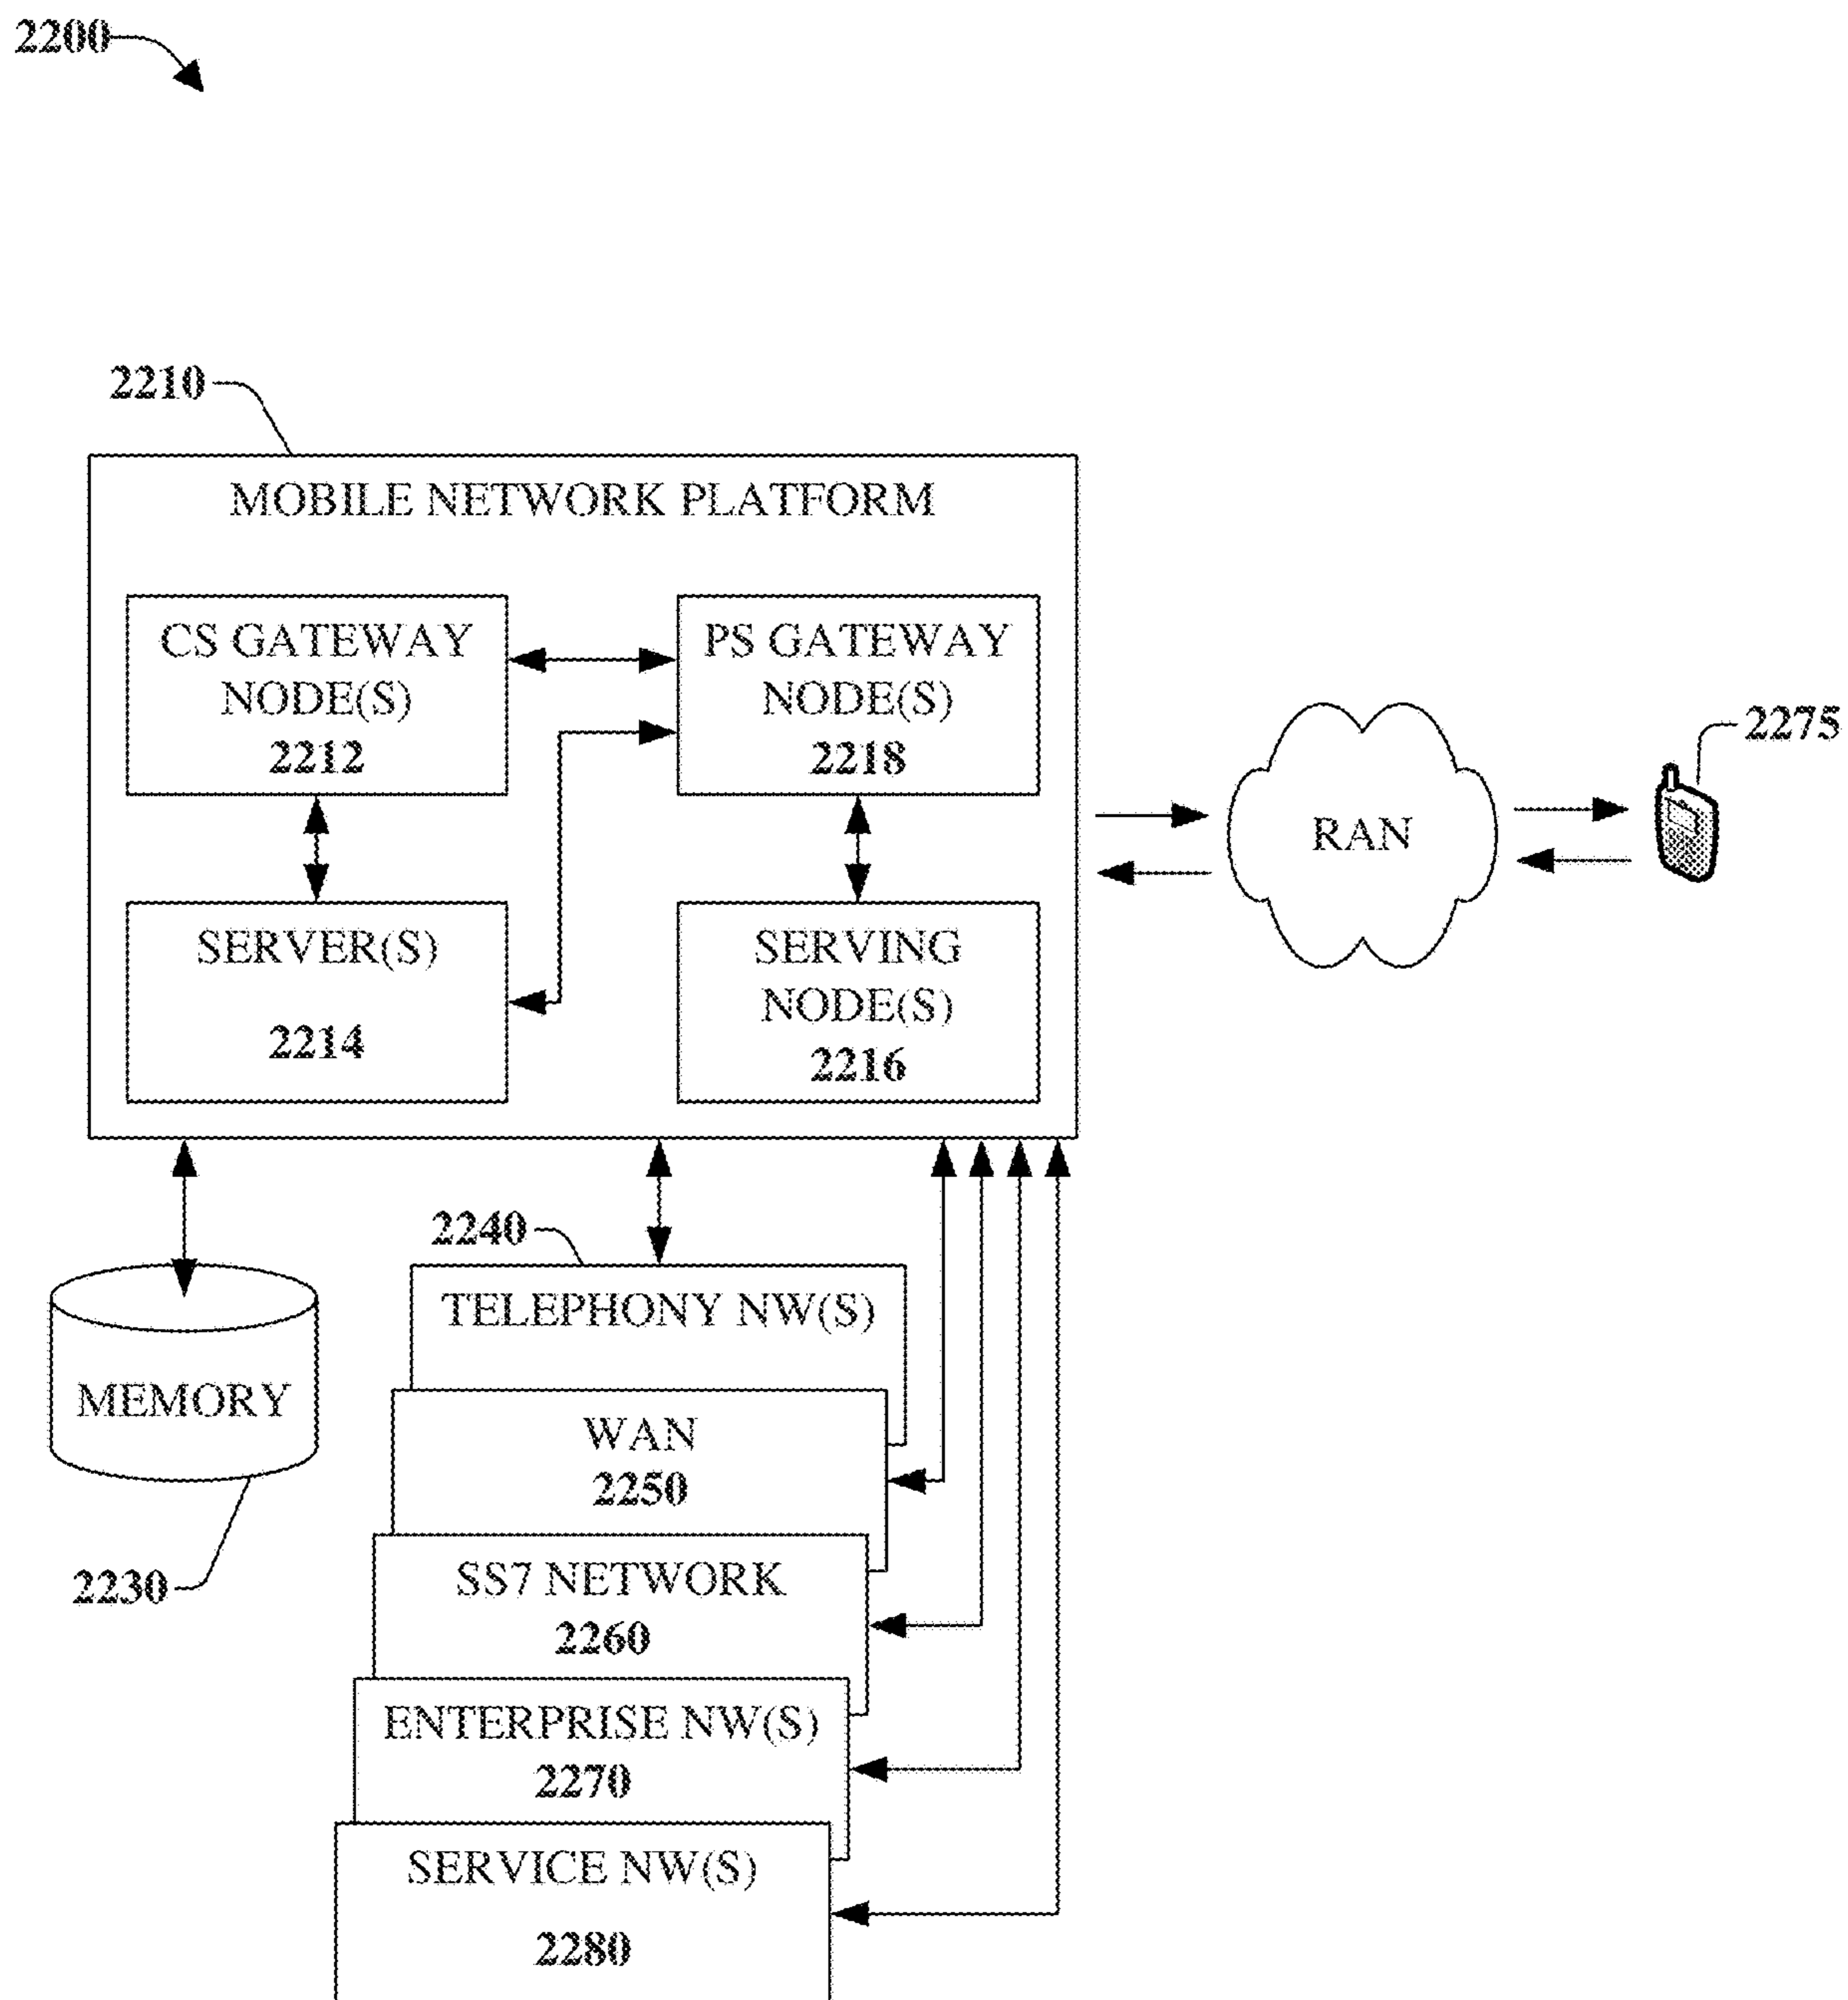 2200
2210
MOBILE NETWORK PLATFORM
CS GATEWAY
NODE(S)
2212
PS GATEWAY
NODE(S)
2218
SERVER(S)
2214
SERVING
NODE(S)
2216
RAN
2275
2240
TELEPHONY NW(S)
MEMORY
2230
WAN
2250
SS7 NETWORK
2260
ENTERPRISE NW(S)
2270
SERVICE NW(S)
2280